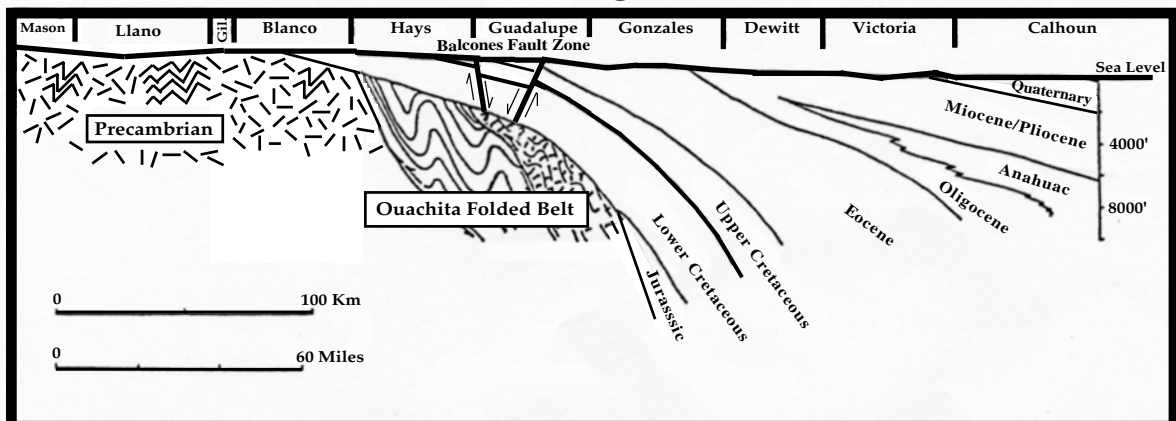 Mason
Llano
Gil.
Blanco
Hays
Guadalupe
Gonzales
Dewitt
Victoria
Calhoun
Balcones Fault Zone
Sea Level
Quaternary
Miocene/Pliocene
4000'
Precambrian
Anahuac
Oligocene
8000'
Ouachita Folded Belt
Eocene
Upper Cretaceous
Lower Cretaceous
Jurasssic
0
100 Km
0
60 Miles